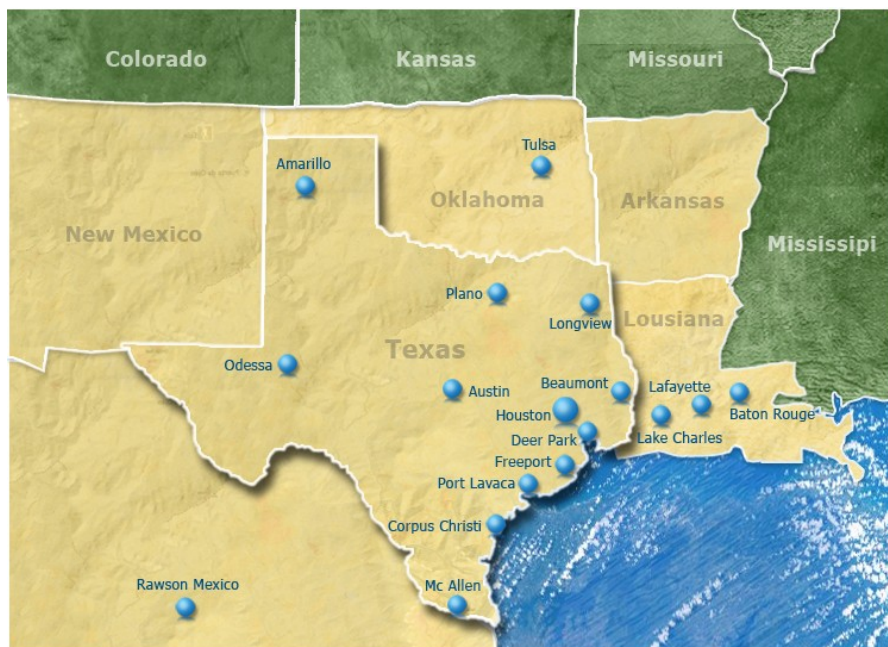 Colorado
Kansas
Missouri
Tulsa
Amarillo
Oklahoma
Arkansas
New Mexico
Mississipi
Plano
Longview
Lousiana
Texas
Odessa
Austin
Beaumont
Lafayette
Houston
Baton Rouge
Deer Park
Lake Charles
Freeport
Port Lavaca
Corpus Christi
Rawson Mexico
Mc Allen